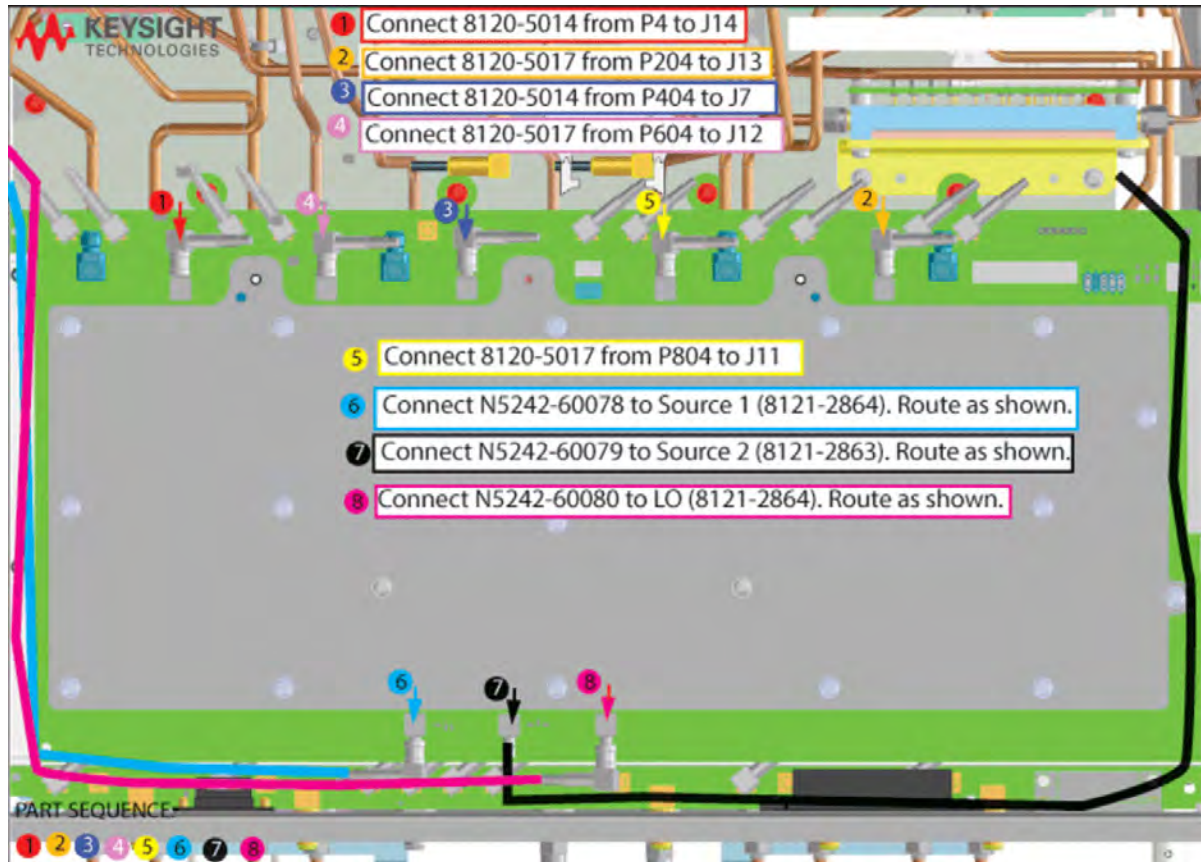 KEYSIGHT
TECHNOLOGIES
1 Connect 8120-5014 from P4 to J14
2 Connect 8120-5017 from P204 to J13
3 Connect 8120-5014 from P404 to J7
4 Connect 8120-5017 from P604 to J12
1
4
3
5
2
5 Connect 8120-5017 from P804 to J11
6 Connect N5242-60078 to Source 1 (8121-2864). Route as shown.
7 Connect N5242-60079 to Source 2 (8121-2863). Route as shown.
8 Connect N5242-60080 to LO (8121-2864). Route as shown.
6
7
8
PART SEQUENCE:
1 2 3 4 5 6 7 8